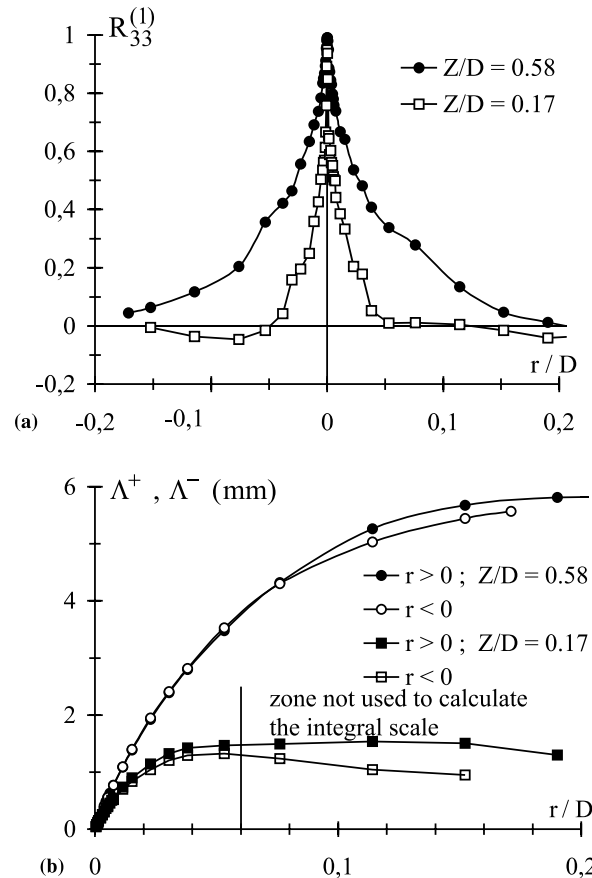 R33(1)
1
Z/D = 0.58
Z/D = 0.17
0,8
0,6
0,4
0,2
0
-0,2
r / D
(a)
-0,2 -0,1 0 0,1 0,2
6
Λ+ , Λ− (mm)
r > 0 ; Z/D = 0.58
r < 0
4
r > 0 ; Z/D = 0.17
r < 0
zone not used to calculate
the integral scale
2
r / D
0
(b)
0 0,1 0,2